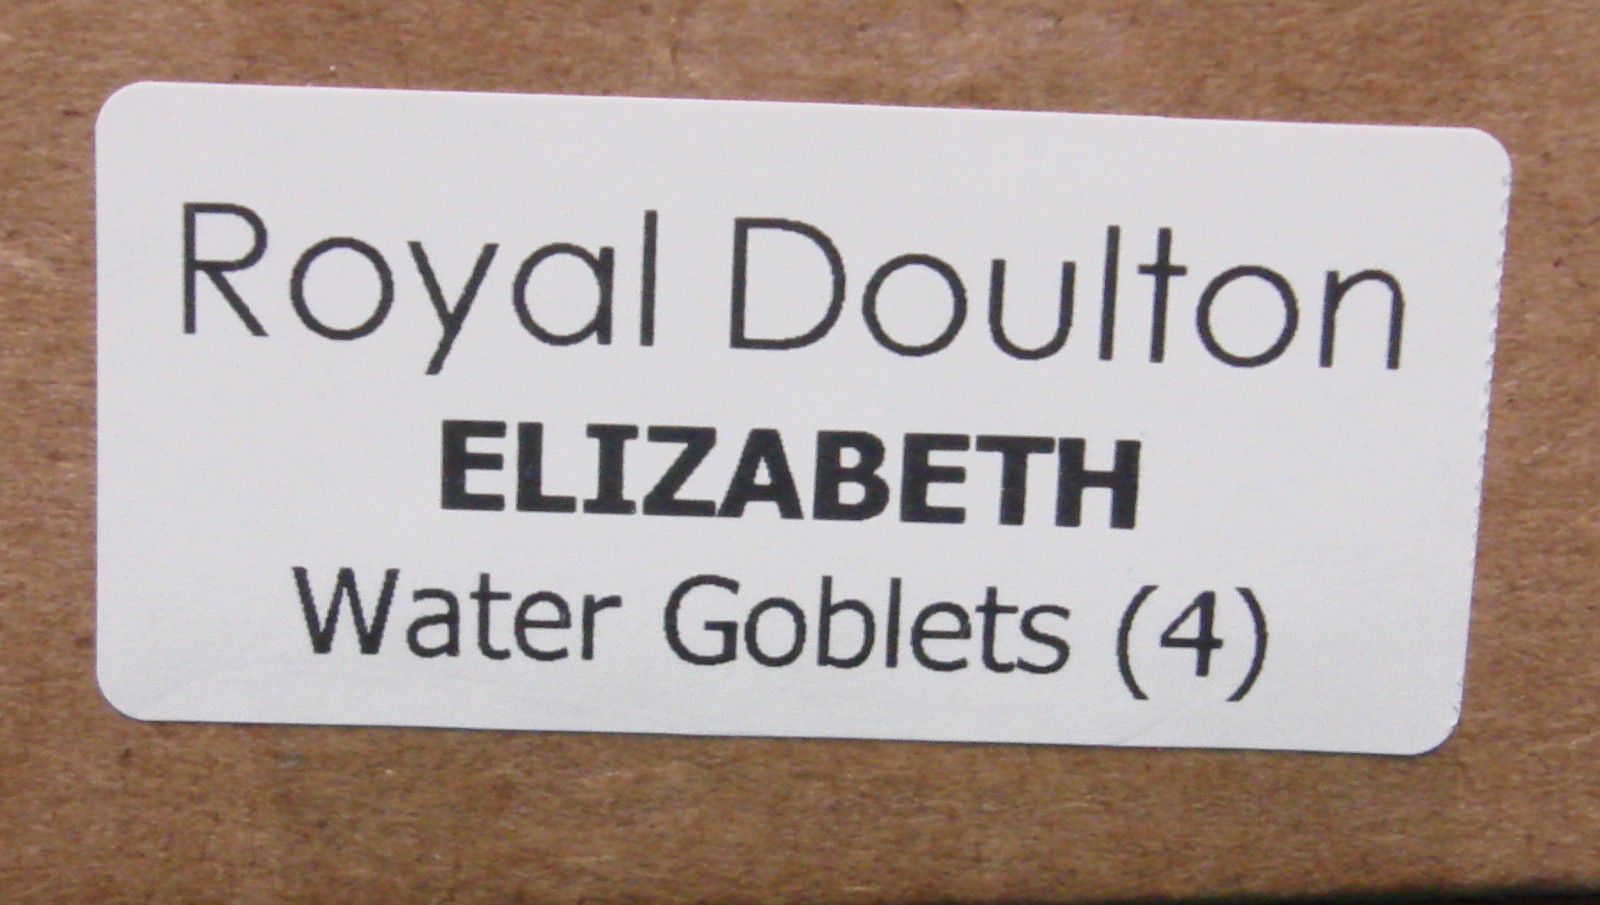 Royal Doulton
ELIZABETH
Water Goblets (4)